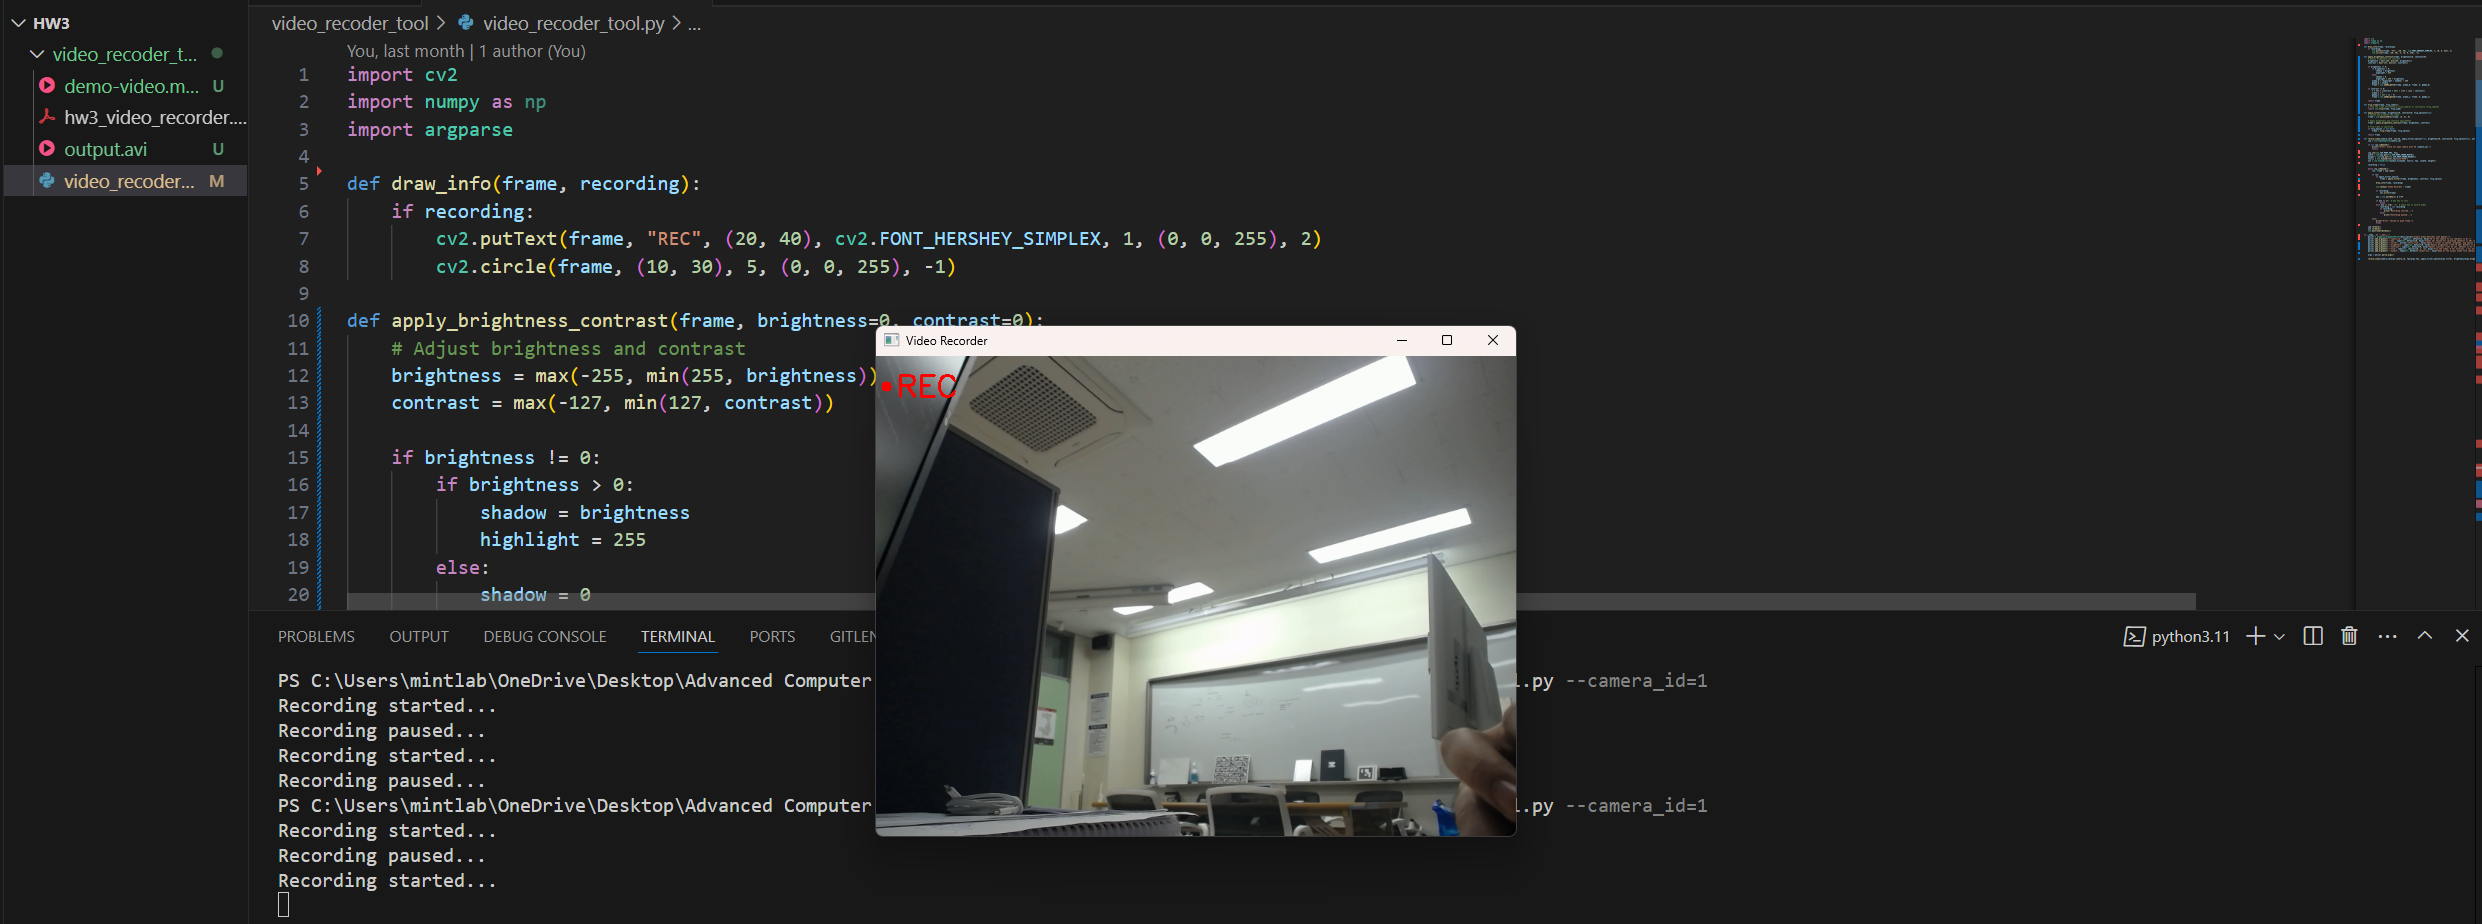 HW3
video_recoder_t...
demo-video.m... U
hw3_video_recorder....
output.avi U
video_recoder... M
video_recoder_tool > video_recoder_tool.py > ...
You, last month | 1 author (You)
1 import cv2
2 import numpy as np
3 import argparse
4
5 def draw_info(frame, recording):
6 if recording:
7 cv2.putText(frame, "REC", (20, 40), cv2.FONT_HERSHEY_SIMPLEX, 1, (0, 0, 255), 2)
8 cv2.circle(frame, (10, 30), 5, (0, 0, 255), -1)
9
10 def apply_brightness_contrast(frame, brightness=0, contrast=0):
11 # Adjust brightness and contrast
12 brightness = max(-255, min(255, brightness))
13 contrast = max(-127, min(127, contrast))
14
15 if brightness != 0:
16 if brightness > 0:
17 shadow = brightness
18 highlight = 255
19 else:
20 shadow = 0
Video Recorder
REC
PROBLEMS OUTPUT DEBUG CONSOLE TERMINAL PORTS GITLEN
python3.11
PS C:\Users\mintlab\OneDrive\Desktop\Advanced Computer .py --camera_id=1
Recording started...
Recording paused...
Recording started...
Recording paused...
PS C:\Users\mintlab\OneDrive\Desktop\Advanced Computer .py --camera_id=1
Recording started...
Recording paused...
Recording started...